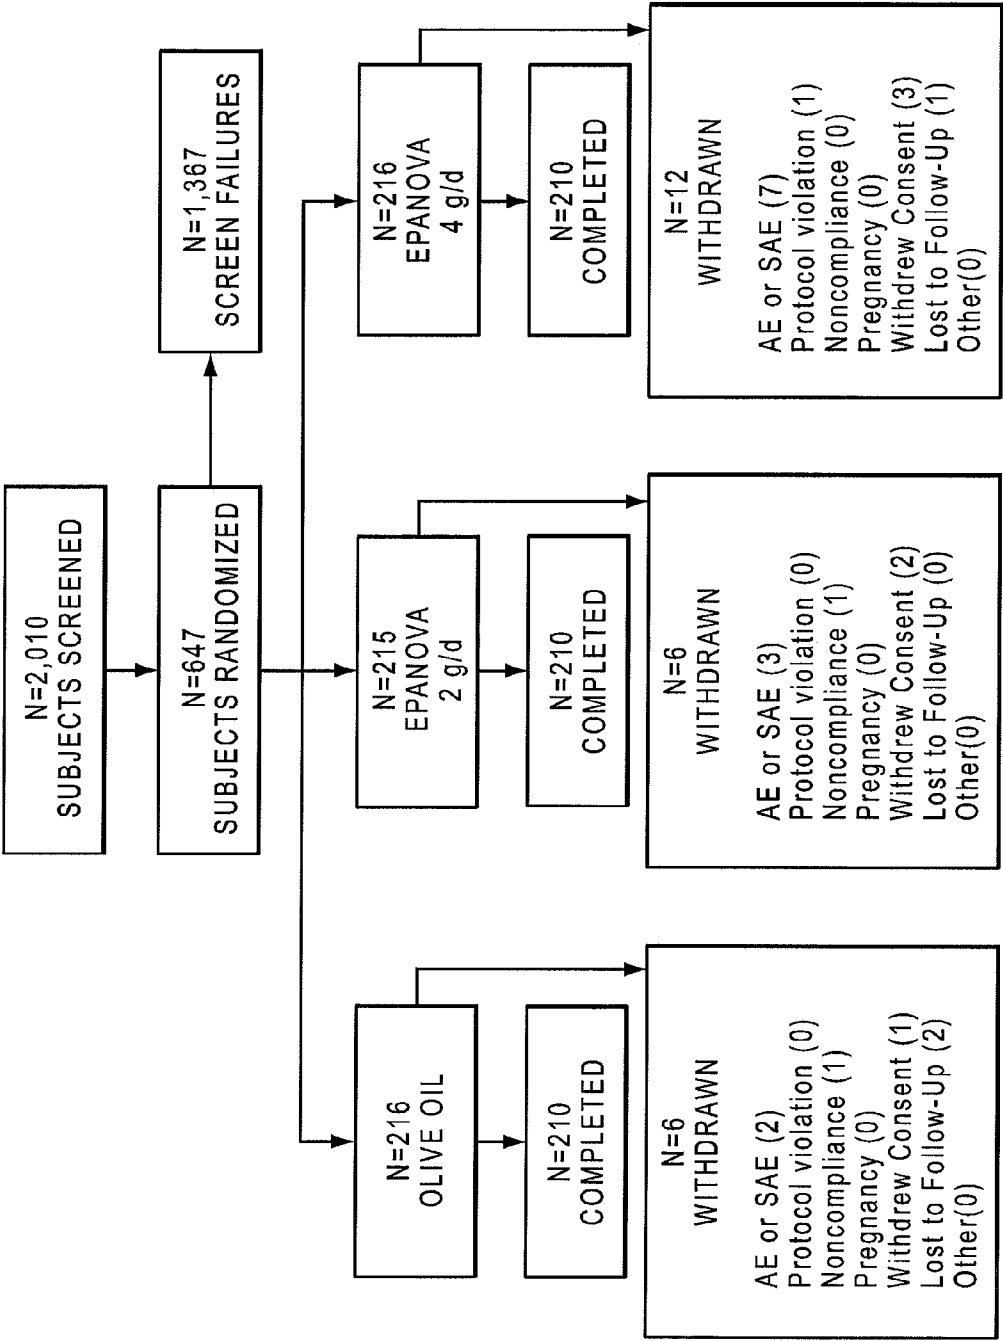 N=2,010
SUBJECTS SCREENED
N=647
SUBJECTS RANDOMIZED
N=1,367
SCREEN FAILURES
N=216
OLIVE OIL
N=210
COMPLETED
N=6
WITHDRAWN
AE or SAE (2)
Protocol violation (0)
Noncompliance (1)
Pregnancy (0)
Withdrew Consent (1)
Lost to Follow-Up (2)
Other(0)
N=215
EPANOVA
2 g/d
N=210
COMPLETED
N=6
WITHDRAWN
AE or SAE (3)
Protocol violation (0)
Noncompliance (1)
Pregnancy (0)
Withdrew Consent (2)
Lost to Follow-Up (0)
Other(0)
N=216
EPANOVA
4 g/d
N=210
COMPLETED
N=12
WITHDRAWN
AE or SAE (7)
Protocol violation (1)
Noncompliance (0)
Pregnancy (0)
Withdrew Consent (3)
Lost to Follow-Up (1)
Other(0)